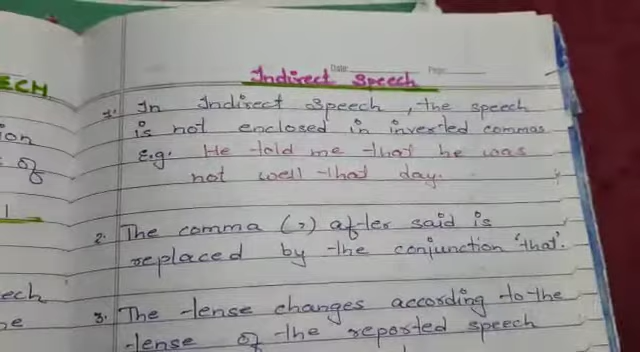 ECH
ion
s of
ech
he
Date: Page:
Indirect Speech
1. In Indirect Speech, the speech
is not enclosed in inverted commas
E.g. He told me that he was
not well that day.
2. The comma (,) after said is
replaced by the conjunction 'that'.
3. The tense changes according to the
tense of the reported speech